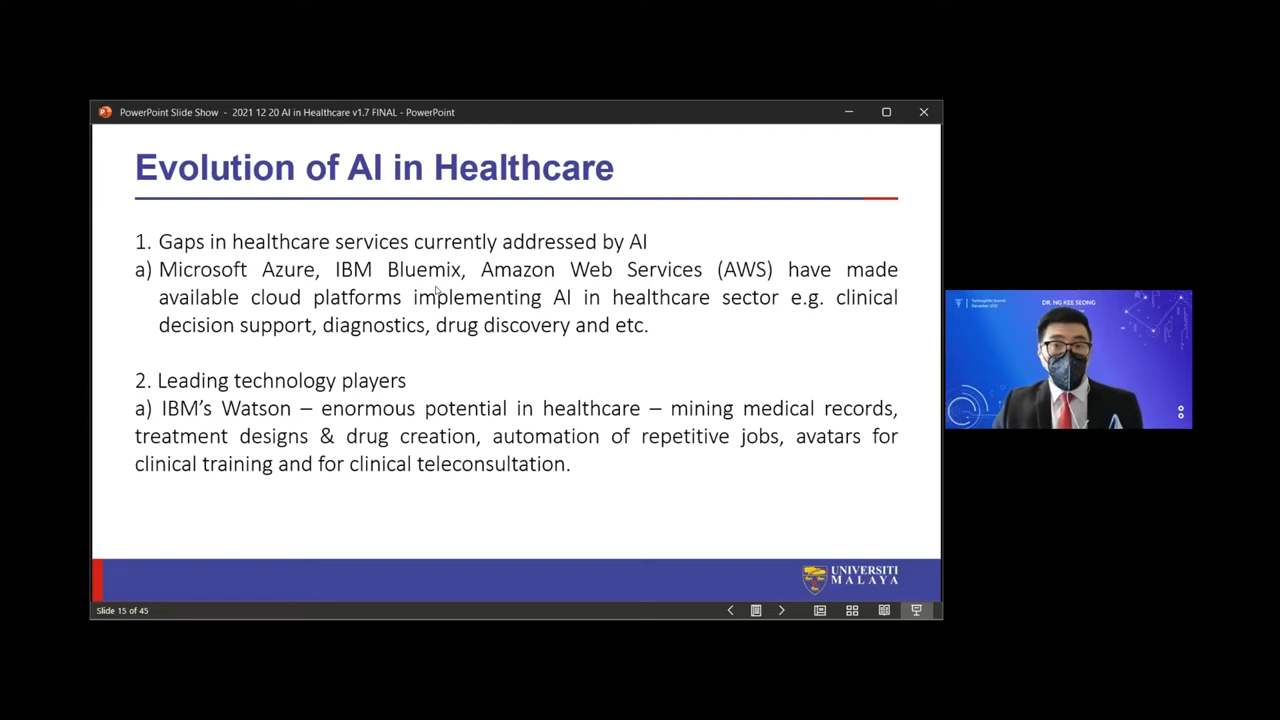 PowerPoint Slide Show - 2021 12 20 AI in Healthcare v1.7 FINAL - PowerPoint
Evolution of AI in Healthcare
1. Gaps in healthcare services currently addressed by AI
a) Microsoft Azure, IBM Bluemix, Amazon Web Services (AWS) have made
available cloud platforms implementing AI in healthcare sector e.g. clinical
decision support, diagnostics, drug discovery and etc.
2. Leading technology players
a) IBM’s Watson – enormous potential in healthcare – mining medical records,
treatment designs & drug creation, automation of repetitive jobs, avatars for
clinical training and for clinical teleconsultation.
UNIVERSITI
MALAYA
Slide 15 of 45
DR. NG KEE SEONG